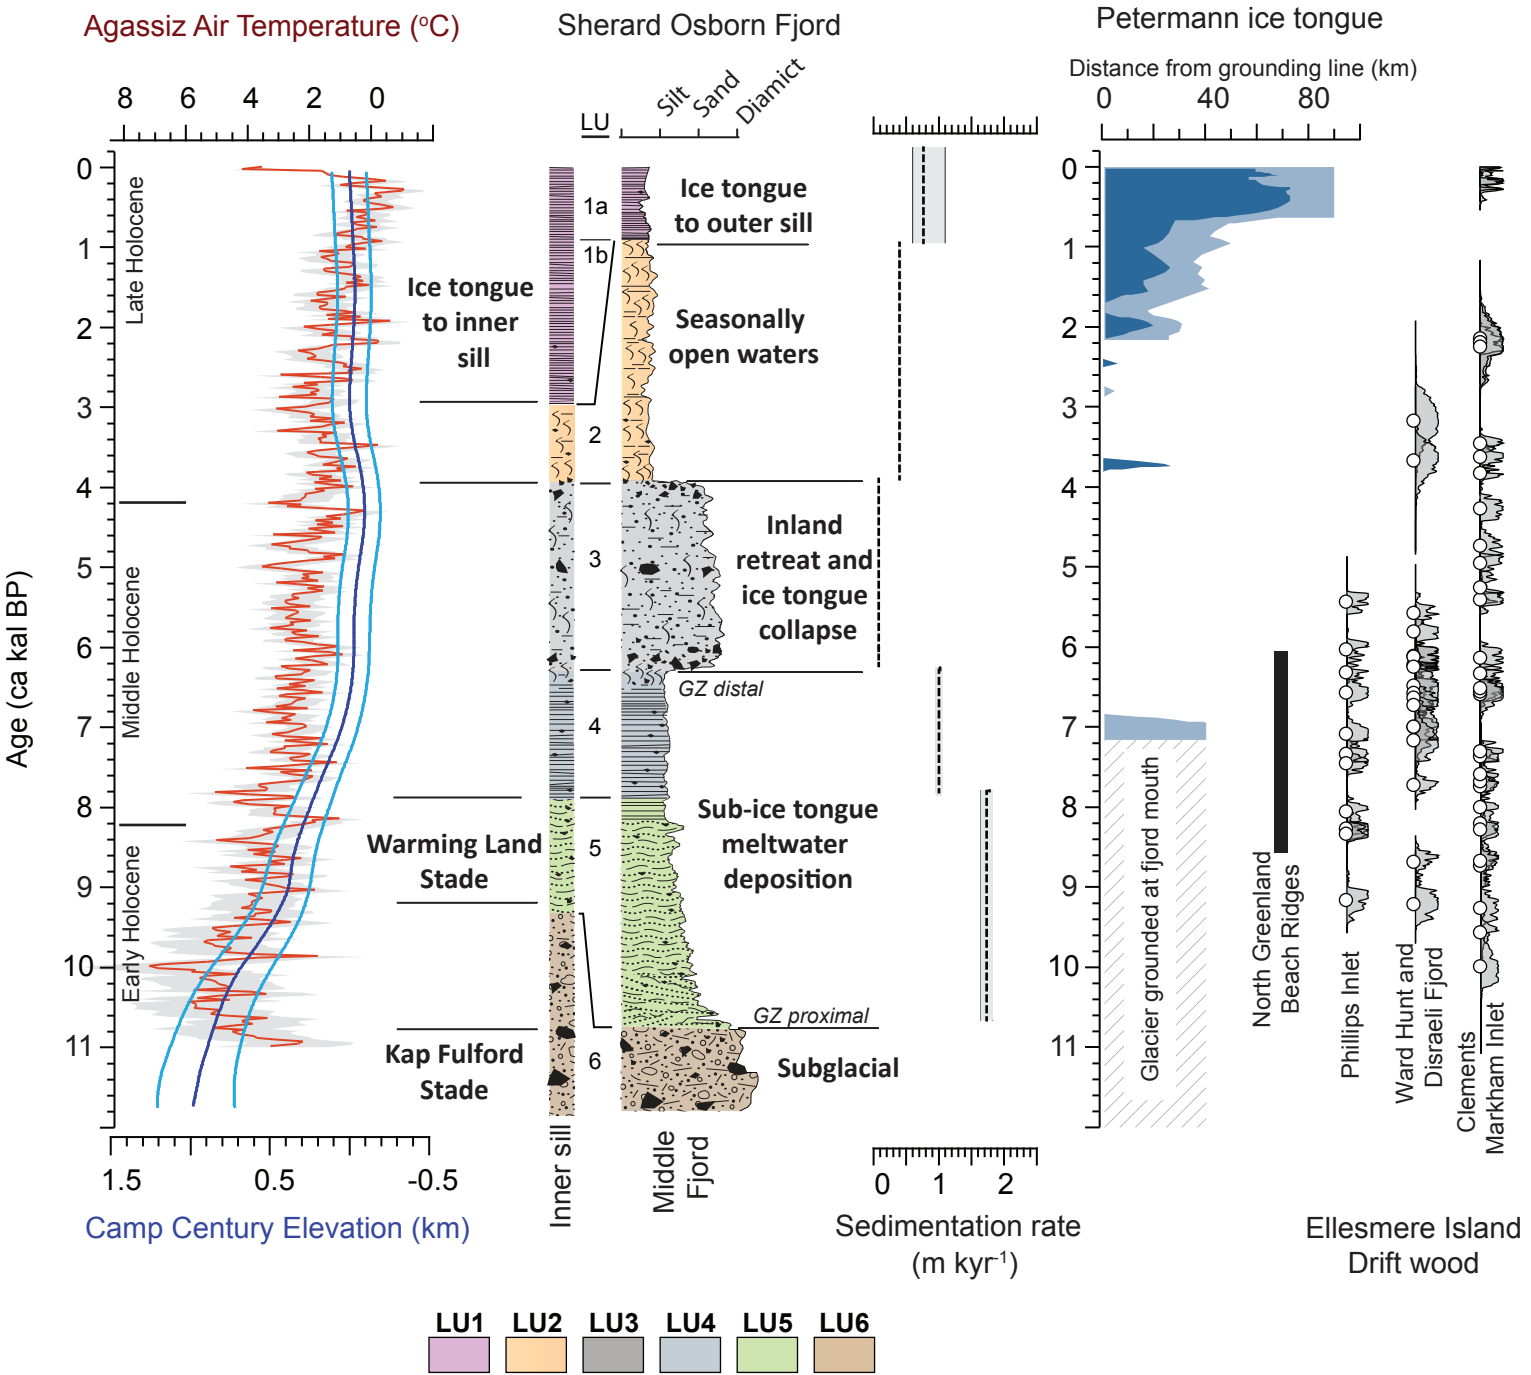 Agassiz Air Temperature (°C)
Sherard Osborn Fjord
Petermann ice tongue
Distance from grounding line (km)
8 6 4 2 0
LU
Silt
Sand
Diamict
0 40 80
Age (ca kal BP)
0
1
2
3
4
5
6
7
8
9
10
11
Late Holocene
Middle Holocene
Early Holocene
Ice tongue
to inner
sill
Warming Land
Stade
Kap Fulford
Stade
1a
1b
2
3
4
5
6
Ice tongue
to outer sill
Seasonally
open waters
Inland
retreat and
ice tongue
collapse
GZ distal
Sub-ice tongue
meltwater
deposition
GZ proximal
Subglacial
Inner sill
Middle
Fjord
0
1
2
3
4
5
6
7
8
9
10
11
Glacier grounded at fjord mouth
North Greenland
Beach Ridges
Phillips Inlet
Ward Hunt and
Disraeli Fjord
Clements
Markham Inlet
1.5 0.5 -0.5
Camp Century Elevation (km)
0 1 2
Sedimentation rate
(m kyr-1)
Ellesmere Island
Drift wood
LU1 LU2 LU3 LU4 LU5 LU6